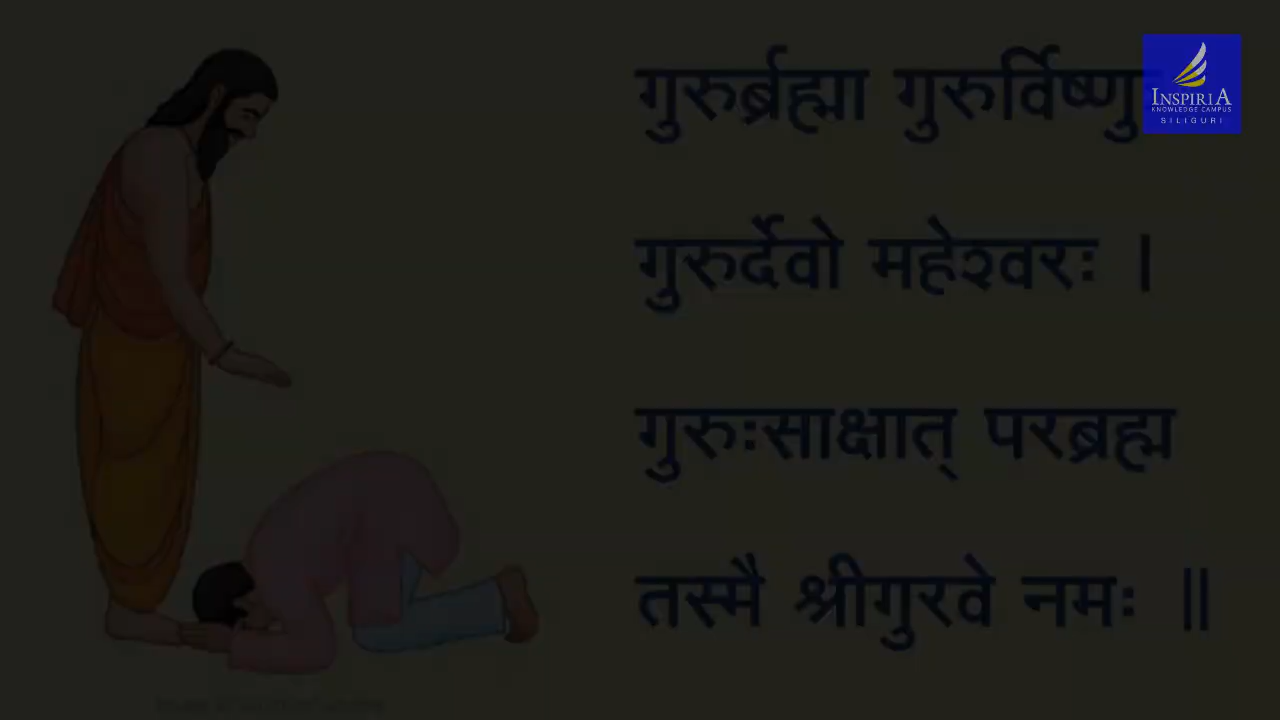 गुरुर्ब्रह्मा गुरुर्विष्णु
INSPIRIA
KNOWLEDGE CAMPUS
SILIGURI
गुरुर्देवो महेश्वरः ।
गुरुःसाक्षात् परब्रह्म
तस्मै श्रीगुरवे नमः ॥